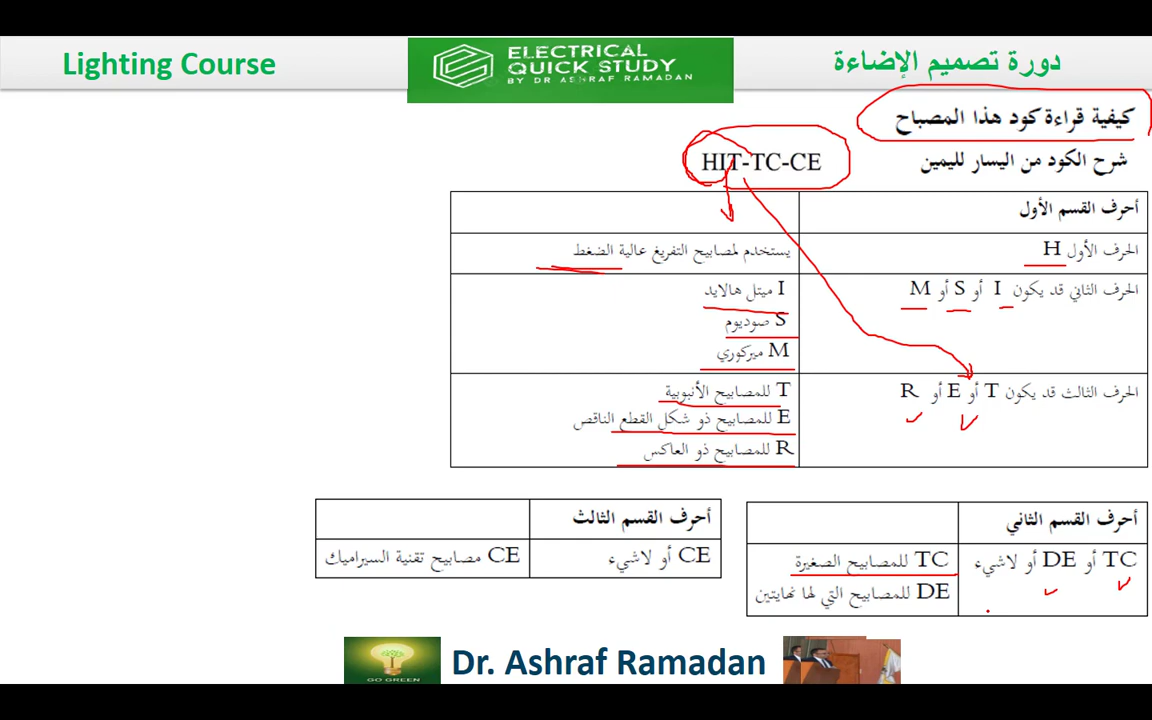 Lighting Course
ELECTRICAL
QUICK STUDY
BY DR ASHRAF RAMADAN
دورة تصميم الإضاءة
كيفية قراءة كود هذا المصباح
HIT-TC-CE
شرح الكود من اليسار لليمين
أحرف القسم الأول
الحرف الأول H
يستخدم لمصابيح التفريغ عالية الضغط
الحرف الثاني قد يكون I أو S أو M
I ميتل هالايد
S صوديوم
M ميركوري
الحرف الثالث قد يكون T أو E أو R
T للمصابيح الأنبوبية
E للمصابيح ذو شكل القطع الناقص
R للمصابيح ذو العاكس
أحرف القسم الثاني
TC أو DE أو لاشيء
TC للمصابيح الصغيرة
DE للمصابيح التي لها نهايتين
أحرف القسم الثالث
CE أو لاشيء
CE مصابيح تقنية السيراميك
GO GREEN
Dr. Ashraf Ramadan